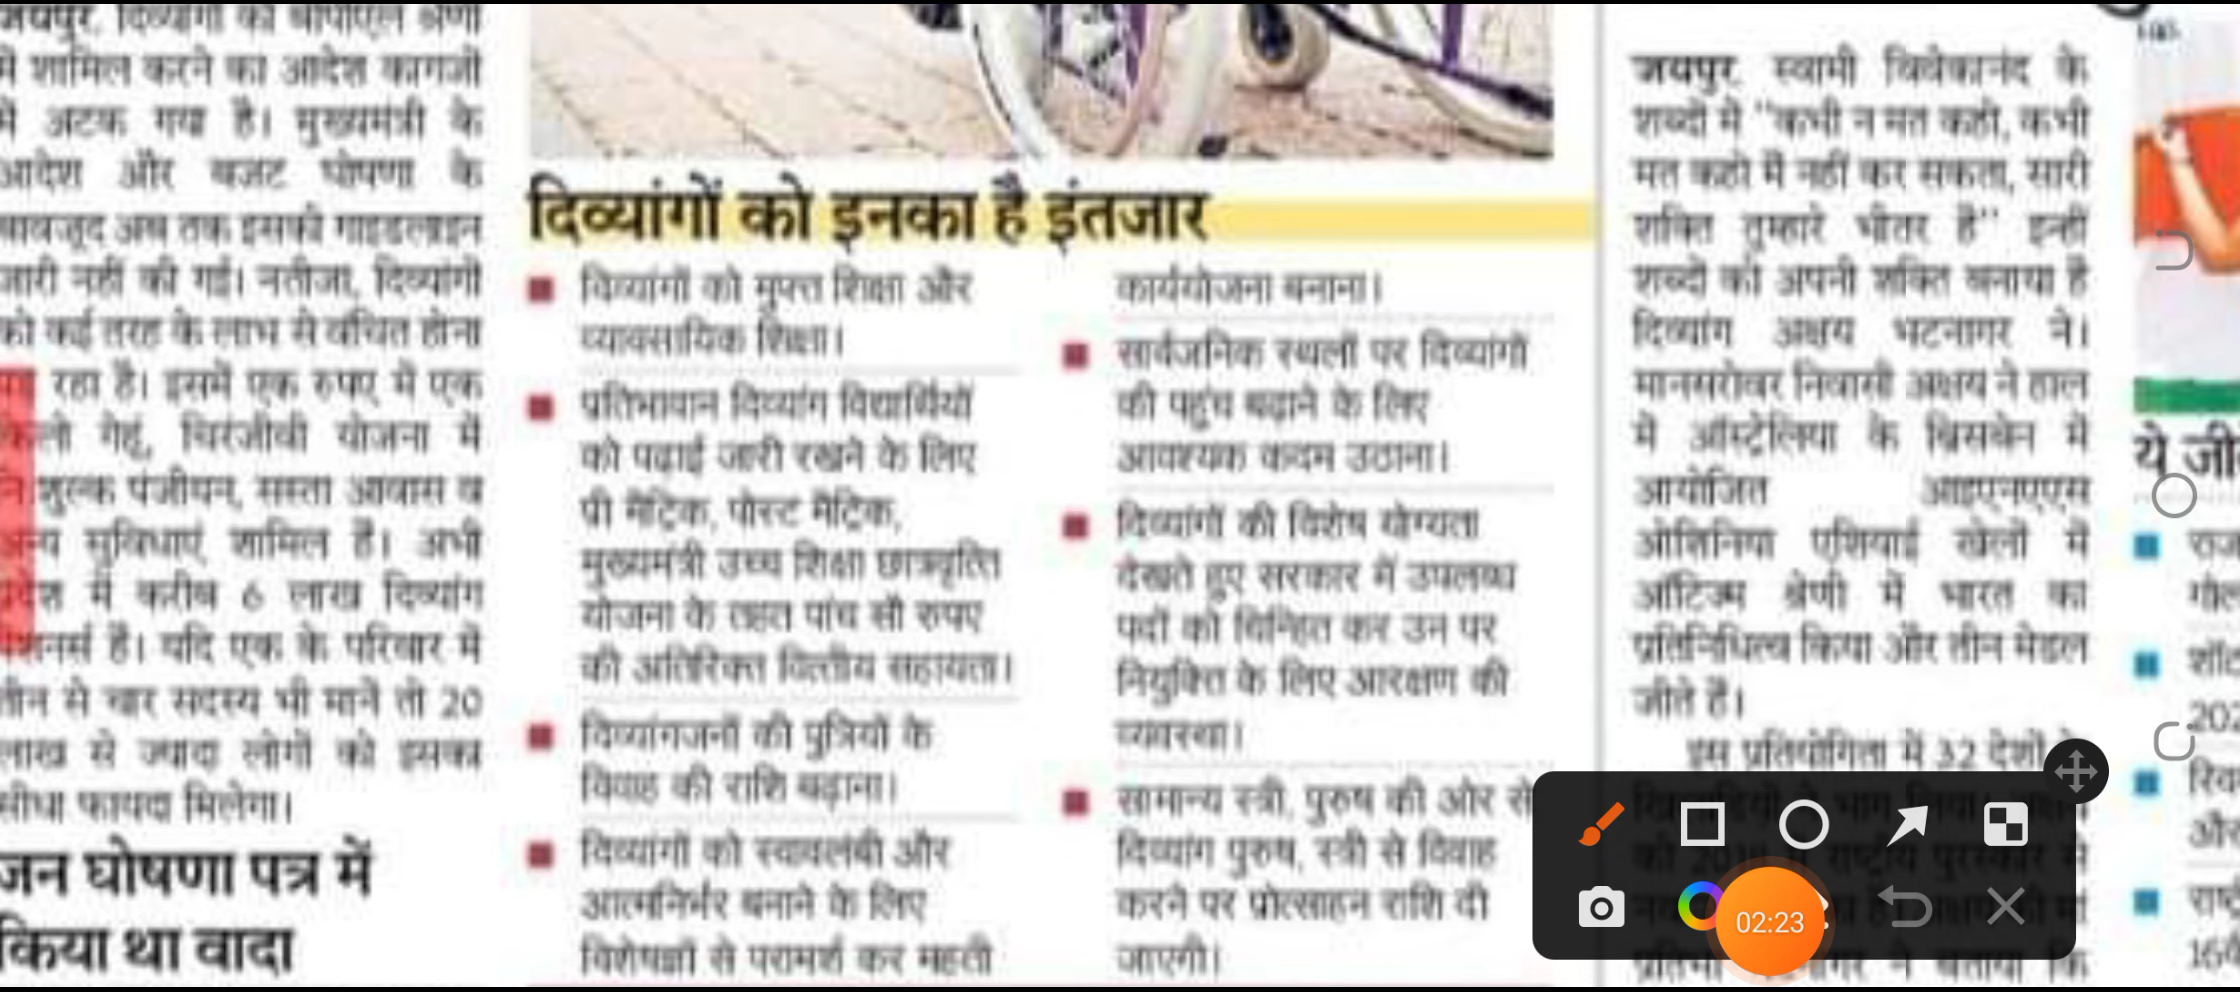 जयपुर. दिव्यांगों को बीपीएल श्रेणी
में शामिल करने का आदेश कागजों
में अटक गया है। मुख्यमंत्री के
आदेश और बजट घोषणा के
बावजूद अब तक इसकी गाइडलाइन
जारी नहीं की गई। नतीजा, दिव्यांगों
को कई तरह के लाभ से वंचित होना
रहा है। इसमें एक रुपए में एक
किलो गेहूं, चिरंजीवी योजना में
शुल्क पंजीयन, सस्ता आवास व
अन्य सुविधाएं शामिल हैं। अभी
प्रदेश में करीब 6 लाख दिव्यांग
पेंशनर्स हैं। यदि एक के परिवार में
तीन से चार सदस्य भी मानें तो 20
लाख से ज्यादा लोगों को इसका
सीधा फायदा मिलेगा।
जन घोषणा पत्र में
किया था वादा
दिव्यांगों को इनका है इंतजार
दिव्यांगों को मुफ्त शिक्षा और
व्यावसायिक शिक्षा।
प्रतिभावान दिव्यांग विद्यार्थियों
को पढ़ाई जारी रखने के लिए
प्री मैट्रिक, पोस्ट मैट्रिक,
मुख्यमंत्री उच्च शिक्षा छात्रवृत्ति
योजना के तहत पांच सौ रुपए
की अतिरिक्त वित्तीय सहायता।
दिव्यांगजनों की पुत्रियों के
विवाह की राशि बढ़ाना।
दिव्यांगों को स्वावलंबी और
आत्मनिर्भर बनाने के लिए
विशेषज्ञों से परामर्श कर महती
कार्ययोजना बनाना।
सार्वजनिक स्थलों पर दिव्यांगों
की पहुंच बढ़ाने के लिए
आवश्यक कदम उठाना।
दिव्यांगों की विशेष योग्यता
देखते हुए सरकार में उपलब्ध
पदों को चिन्हित कर उन पर
नियुक्ति के लिए आरक्षण की
व्यवस्था।
सामान्य स्त्री, पुरुष की ओर से
दिव्यांग पुरुष, स्त्री से विवाह
करने पर प्रोत्साहन राशि दी
जाएगी।
जयपुर. स्वामी विवेकानंद के
शब्दों में "कभी न मत कहो, कभी
मत कहो मैं नहीं कर सकता, सारी
शक्ति तुम्हारे भीतर है" इन्हीं
शब्दों को अपनी शक्ति बनाया है
दिव्यांग अक्षय भटनागर ने।
मानसरोवर निवासी अक्षय ने हाल
में ऑस्ट्रेलिया के ब्रिसबेन में
आयोजित आइएनएएस
ओशिनिया एशियाई खेलों में
ऑटिज्म श्रेणी में भारत का
प्रतिनिधित्व किया और तीन मेडल
जीते हैं।
इस प्रतियोगिता में 32 देशों
ये
02:23